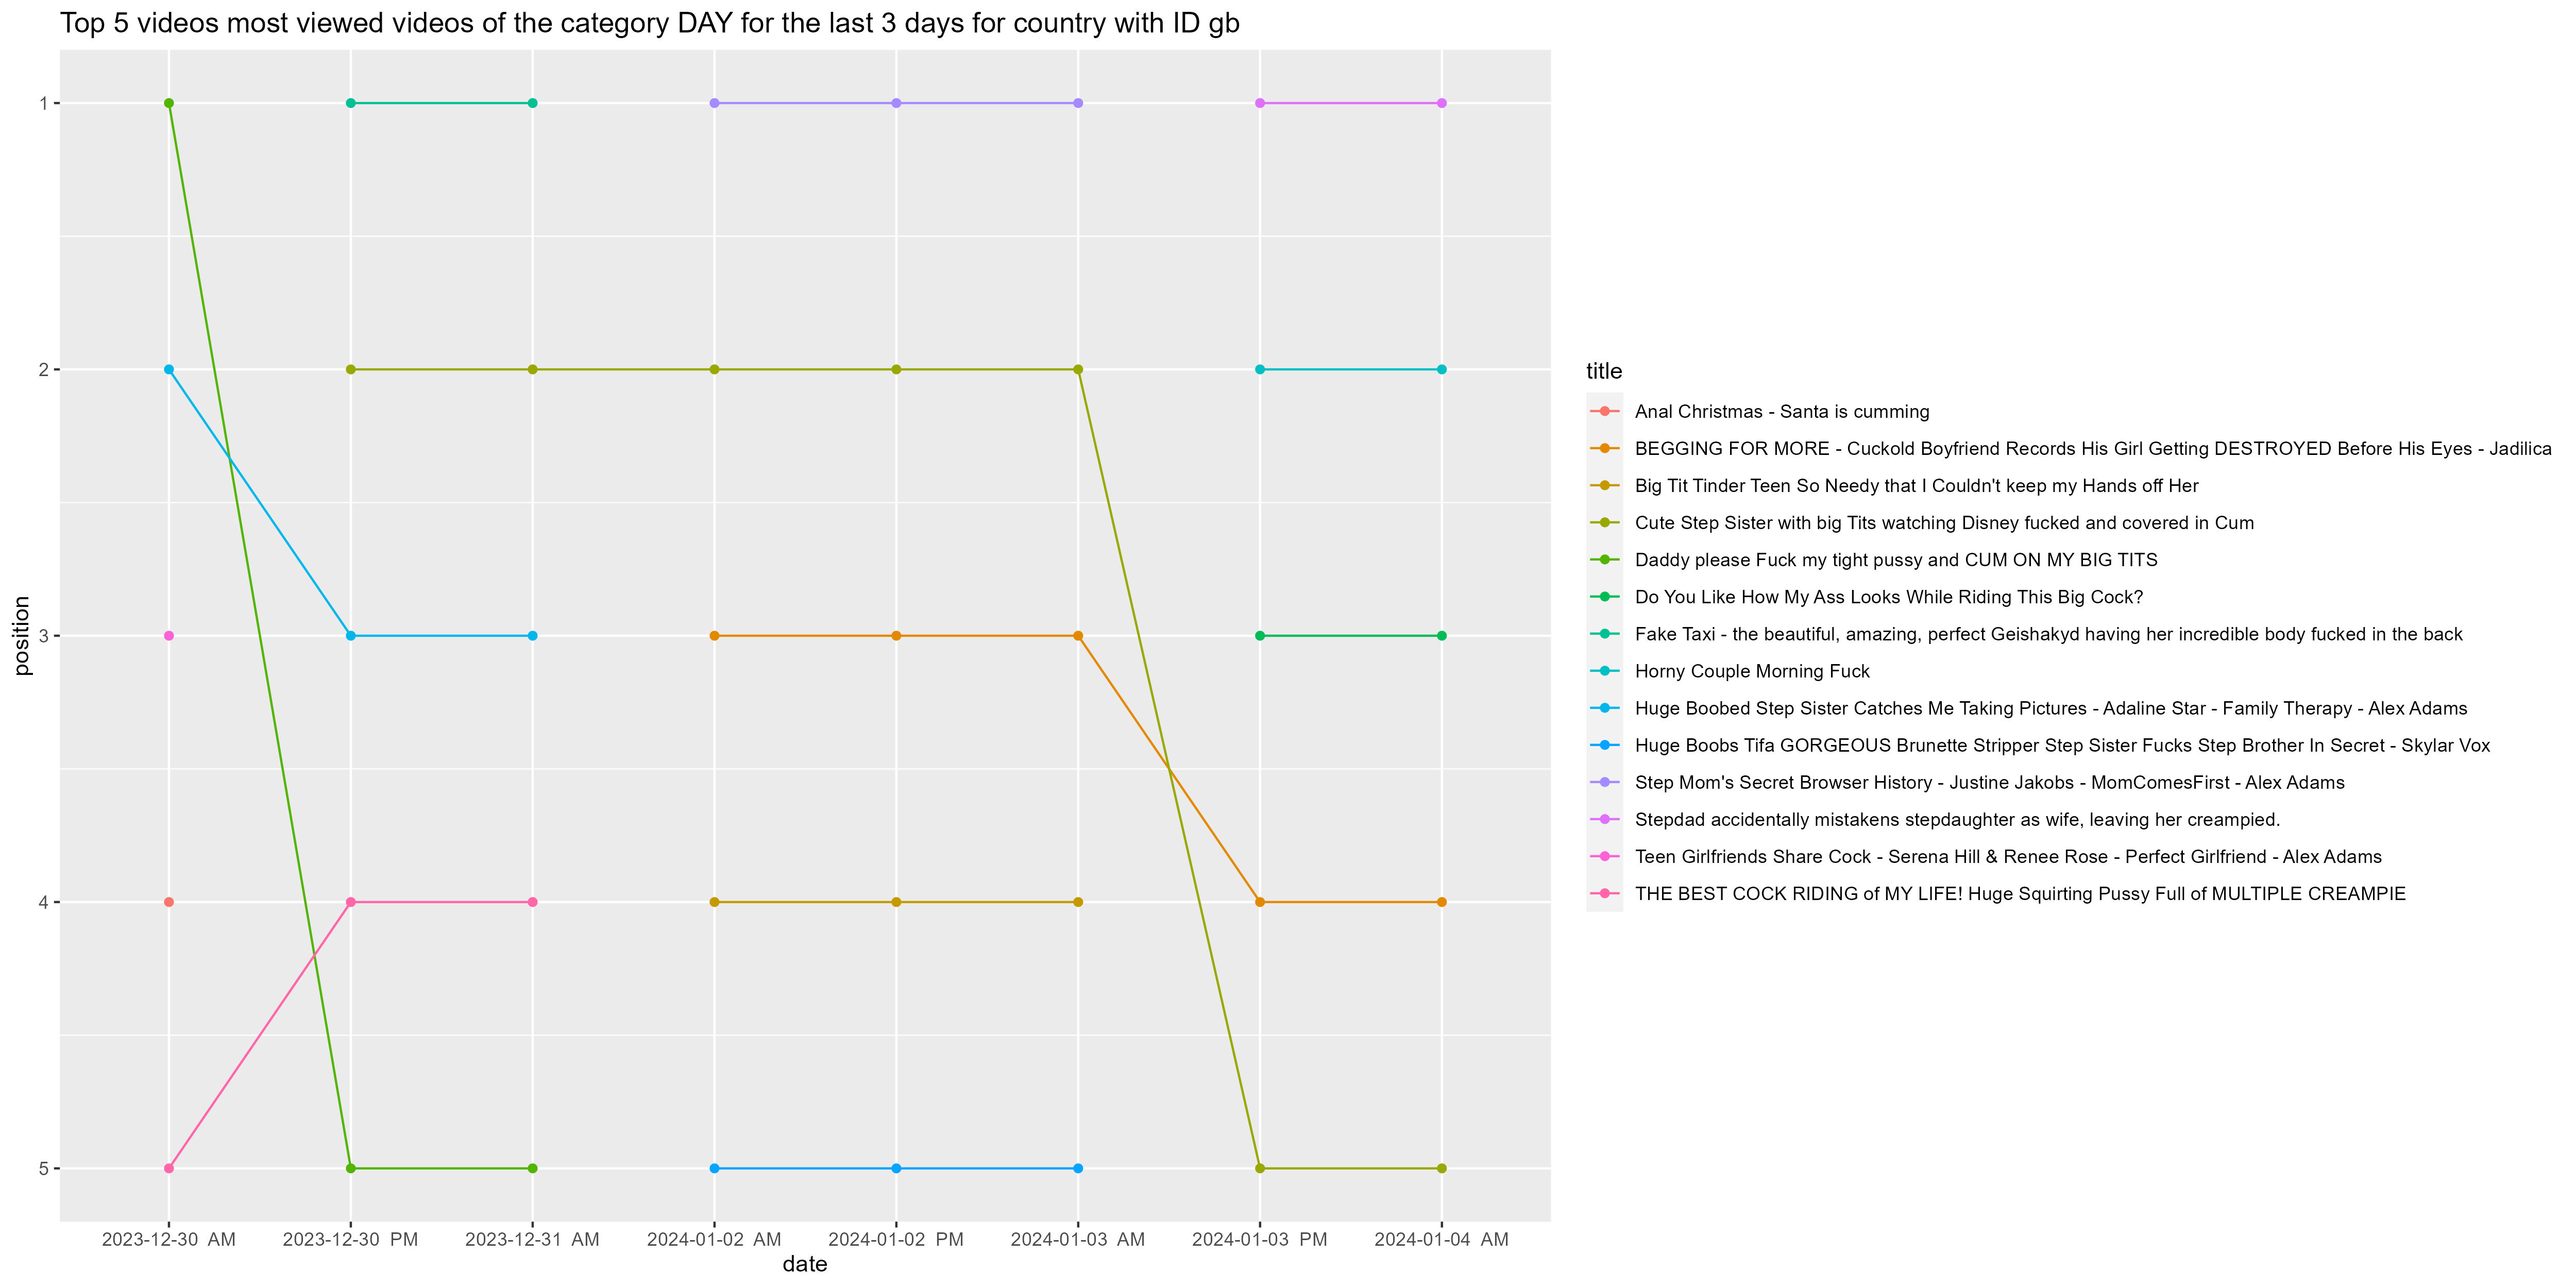 Top 5 videos most viewed videos of the category DAY for the last 3 days for country with ID gb
position
1
2
3
4
5
2023-12-30 AM
2023-12-30 PM
2023-12-31 AM
2024-01-02 AM
2024-01-02 PM
2024-01-03 AM
2024-01-03 PM
2024-01-04 AM
date
title
Anal Christmas - Santa is cumming
BEGGING FOR MORE - Cuckold Boyfriend Records His Girl Getting DESTROYED Before His Eyes - Jadilica
Big Tit Tinder Teen So Needy that I Couldn't keep my Hands off Her
Cute Step Sister with big Tits watching Disney fucked and covered in Cum
Daddy please Fuck my tight pussy and CUM ON MY BIG TITS
Do You Like How My Ass Looks While Riding This Big Cock?
Fake Taxi - the beautiful, amazing, perfect Geishakyd having her incredible body fucked in the back
Horny Couple Morning Fuck
Huge Boobed Step Sister Catches Me Taking Pictures - Adaline Star - Family Therapy - Alex Adams
Huge Boobs Tifa GORGEOUS Brunette Stripper Step Sister Fucks Step Brother In Secret - Skylar Vox
Step Mom's Secret Browser History - Justine Jakobs - MomComesFirst - Alex Adams
Stepdad accidentally mistakens stepdaughter as wife, leaving her creampied.
Teen Girlfriends Share Cock - Serena Hill & Renee Rose - Perfect Girlfriend - Alex Adams
THE BEST COCK RIDING of MY LIFE! Huge Squirting Pussy Full of MULTIPLE CREAMPIE